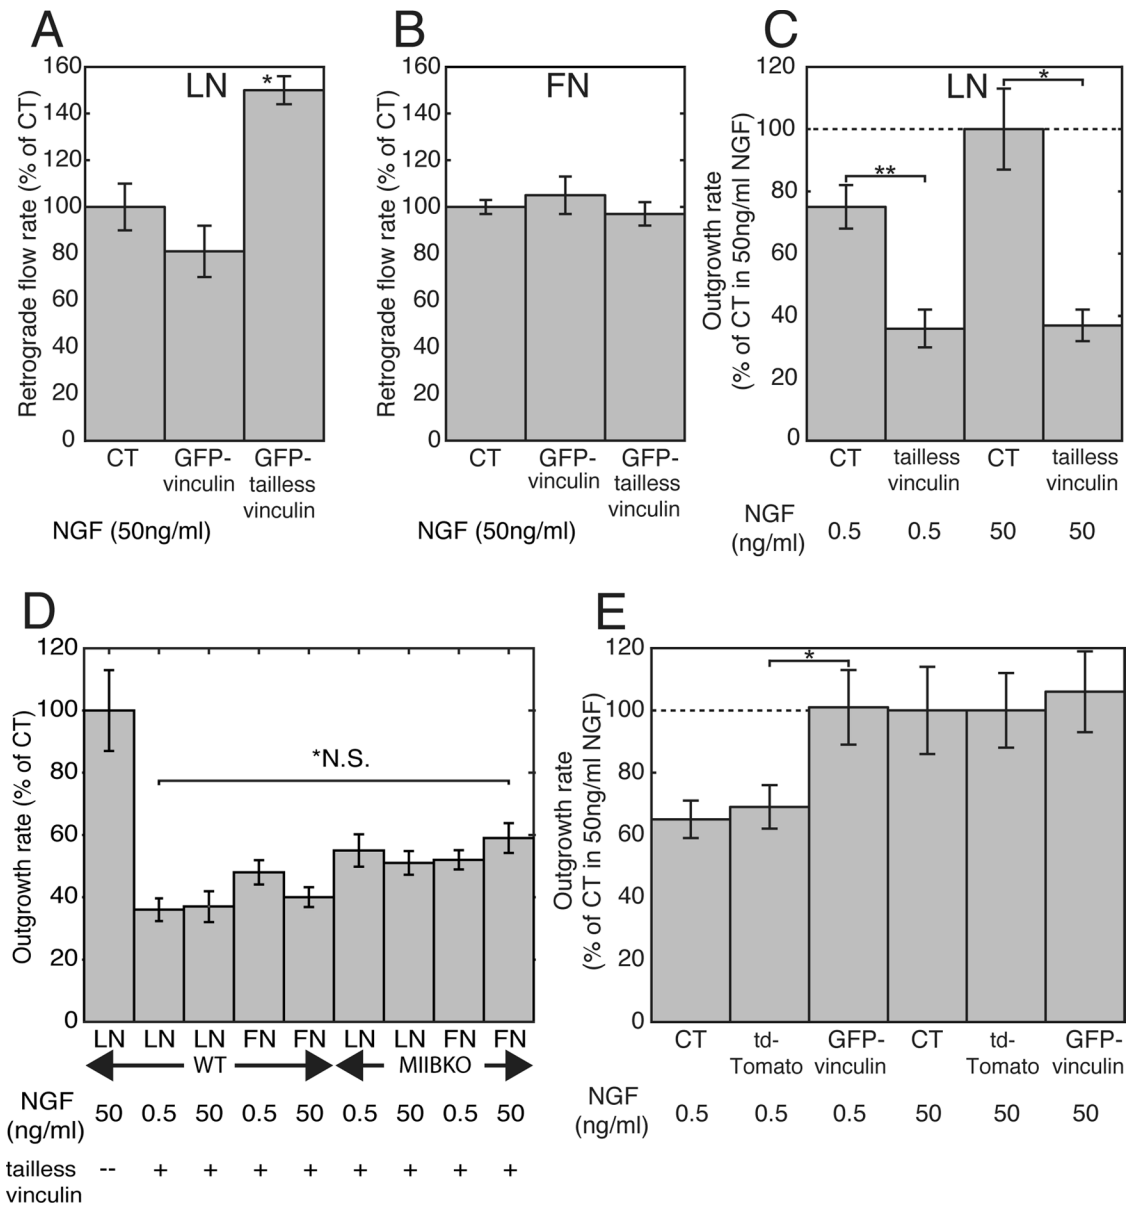 A
LN
*
Retrograde flow rate (% of CT)
160
140
120
100
80
60
40
20
0
CT
GFP-
vinculin
GFP-
tailless
vinculin
NGF (50ng/ml)
B
FN
Retrograde flow rate (% of CT)
160
140
120
100
80
60
40
20
0
CT
GFP-
vinculin
GFP-
tailless
vinculin
NGF (50ng/ml)
C
LN
*
**
Outgrowth rate
(% of CT in 50ng/ml NGF)
120
100
80
60
40
20
0
CT
tailless
vinculin
CT
tailless
vinculin
NGF
(ng/ml)
0.5 0.5 50 50
D
*N.S.
Outgrowth rate (% of CT)
120
100
80
60
40
20
0
LN LN LN FN FN LN LN FN FN
WT MIIBKO
NGF
(ng/ml)
50 0.5 50 0.5 50 0.5 50 0.5 50
tailless
vinculin
-- + + + + + + + +
E
*
Outgrowth rate
(% of CT in 50ng/ml NGF)
120
100
80
60
40
20
0
CT
td-
Tomato
GFP-
vinculin
CT
td-
Tomato
GFP-
vinculin
NGF
(ng/ml)
0.5 0.5 0.5 50 50 50